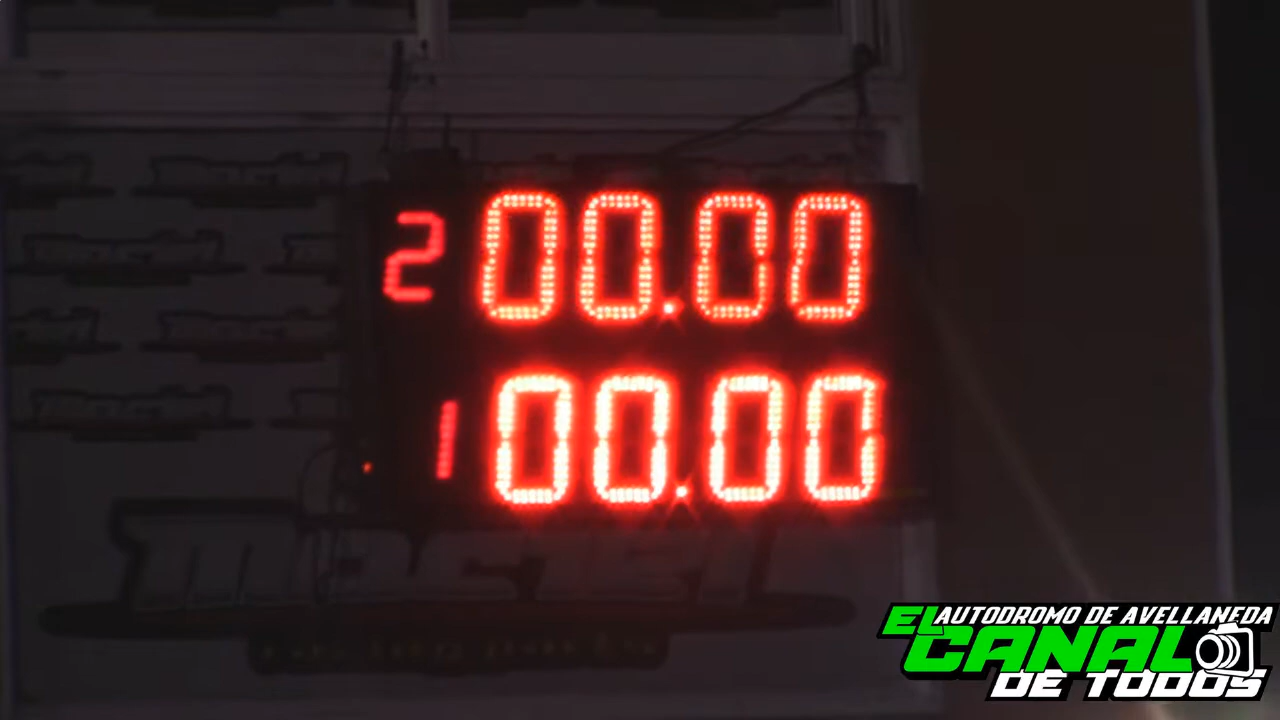 2 00.00
1 00.00
AUTODROMO DE AVELLANEDA
EL CANAL
DE TODOS